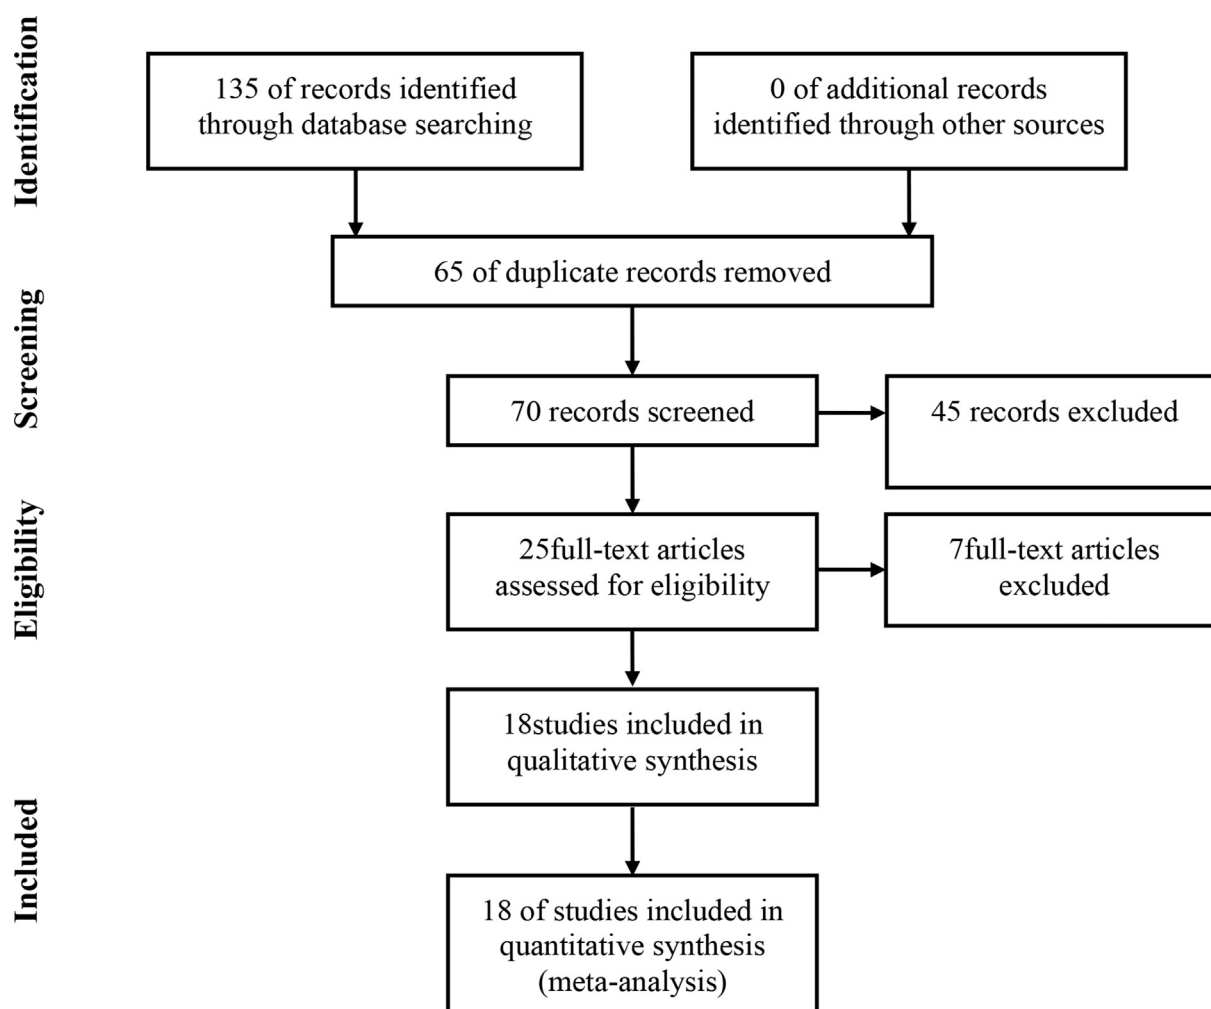 Identification
135 of records identified
through database searching
0 of additional records
identified through other sources
65 of duplicate records removed
Screening
70 records screened
45 records excluded
Eligibility
25full-text articles
assessed for eligibility
7full-text articles
excluded
18studies included in
qualitative synthesis
Included
18 of studies included in
quantitative synthesis
(meta-analysis)